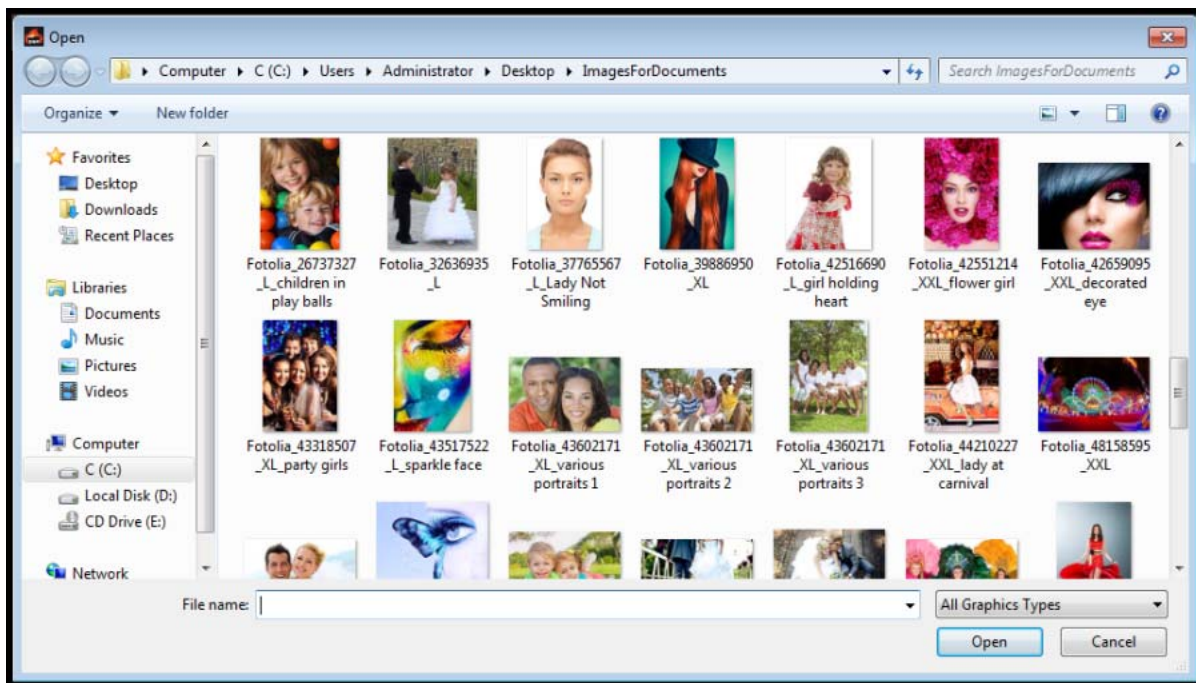 Open
Computer ▸ C (C:) ▸ Users ▸ Administrator ▸ Desktop ▸ ImagesForDocuments
Search ImagesForDocuments
Organize
New folder
Favorites
Desktop
Downloads
Recent Places
Libraries
Documents
Music
Pictures
Videos
Computer
C (C:)
Local Disk (D:)
CD Drive (E:)
Network
Fotolia_26737327
_L_children in
play balls
Fotolia_32636935
_L
Fotolia_37765567
_L_Lady Not
Smiling
Fotolia_39886950
_XL
Fotolia_42516690
_L_girl holding
heart
Fotolia_42551214
_XXL_flower girl
Fotolia_42659095
_XXL_decorated
eye
Fotolia_43318507
_XL_party girls
Fotolia_43517522
_L_sparkle face
Fotolia_43602171
_XL_various
portraits 1
Fotolia_43602171
_XL_various
portraits 2
Fotolia_43602171
_XL_various
portraits 3
Fotolia_44210227
_XXL_lady at
carnival
Fotolia_48158595
_XXL
File name:
All Graphics Types
Open
Cancel